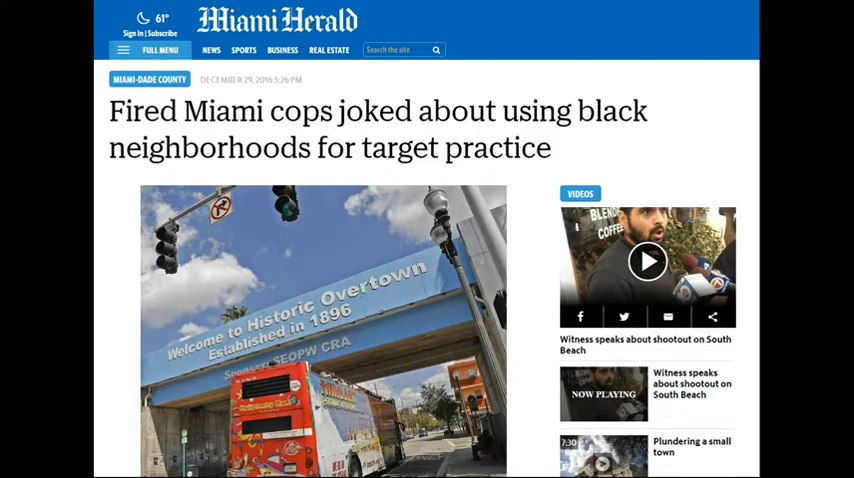 61°
Sign In | Subscribe
Miami Herald
FULL MENU
NEWS SPORTS BUSINESS REAL ESTATE
Search the site
MIAMI-DADE COUNTY
DECEMBER 29, 2016 5:26 PM
Fired Miami cops joked about using black
neighborhoods for target practice
Welcome to Historic Overtown
Established in 1896
SEOPW CRA
VIDEOS
BLEND
COFFEE
Witness speaks about shootout on South
Beach
NOW PLAYING
Witness speaks
about shootout on
South Beach
7:30
Plundering a small
town